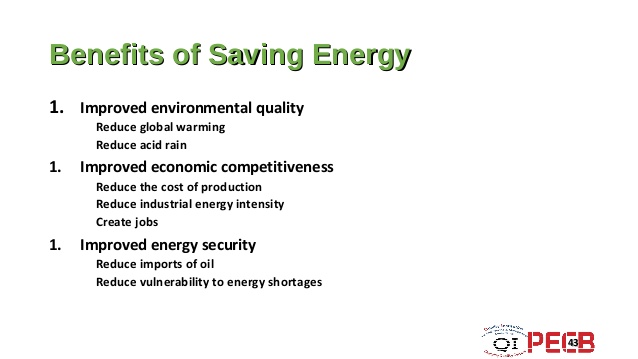 Benefits of Saving Energy
1. Improved environmental quality
Reduce global warming
Reduce acid rain
1. Improved economic competitiveness
Reduce the cost of production
Reduce industrial energy intensity
Create jobs
1. Improved energy security
Reduce imports of oil
Reduce vulnerability to energy shortages
QI
PECB
43